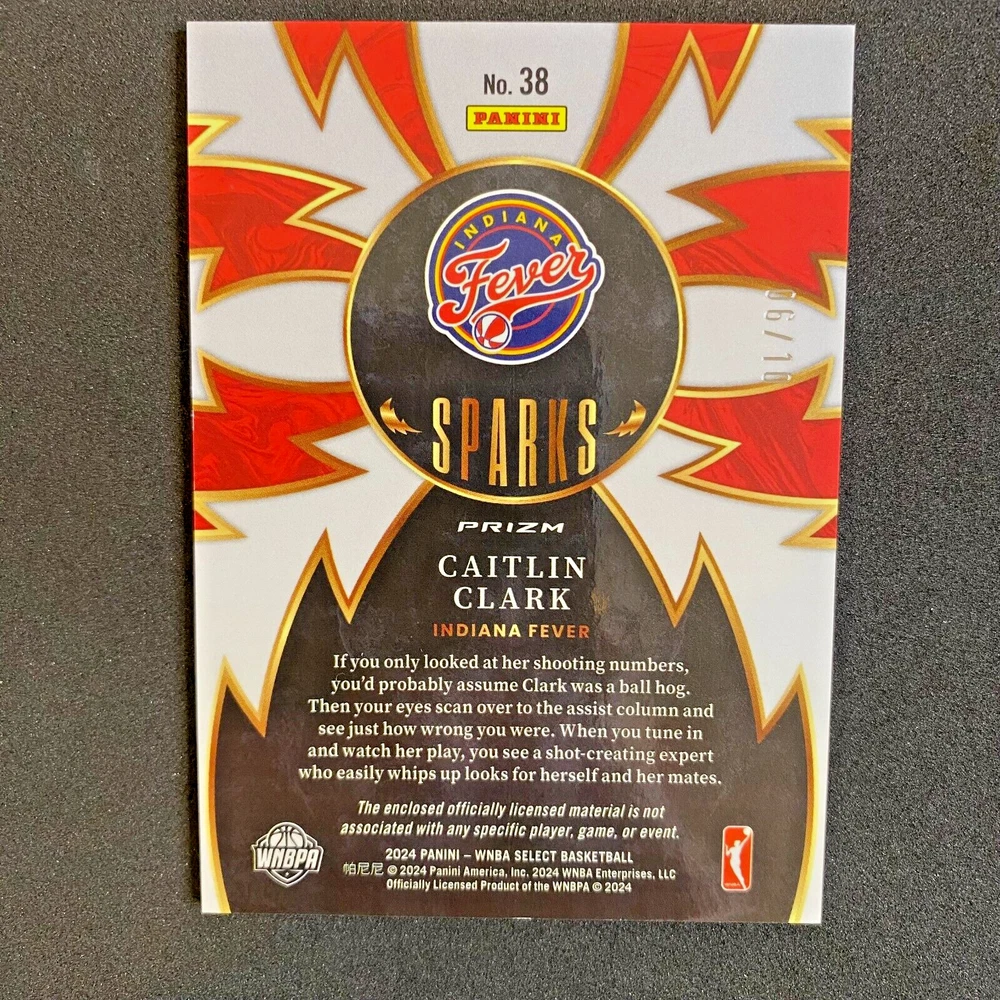 No. 38
PANINI
INDIANA
Fever
06/10
SPARKS
PRIZM
CAITLIN
CLARK
INDIANA FEVER
If you only looked at her shooting numbers,
you'd probably assume Clark was a ball hog.
Then your eyes scan over to the assist column and
see just how wrong you were. When you tune in
and watch her play, you see a shot-creating expert
who easily whips up looks for herself and her mates.
The enclosed officially licensed material is not
associated with any specific player, game, or event.
WNBPA
2024 PANINI – WNBA SELECT BASKETBALL
帕尼尼 © 2024 Panini America, Inc. 2024 WNBA Enterprises, LLC
Officially Licensed Product of the WNBPA © 2024
WNBA